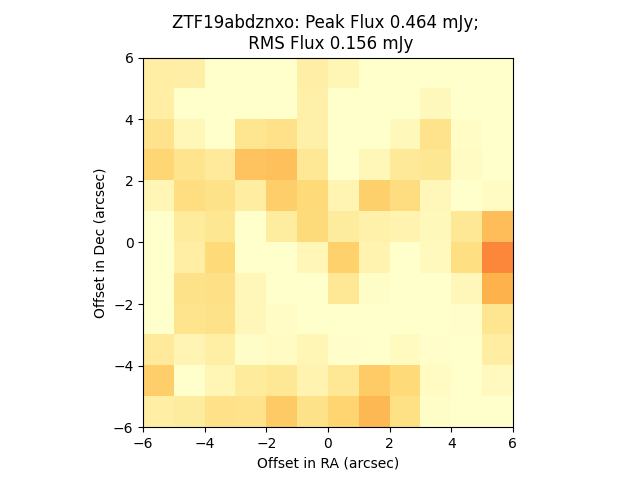 ZTF19abdznxo: Peak Flux 0.464 mJy;
RMS Flux 0.156 mJy
6
4
2
0
−2
−4
−6
Offset in Dec (arcsec)
−6 −4 −2 0 2 4 6
Offset in RA (arcsec)